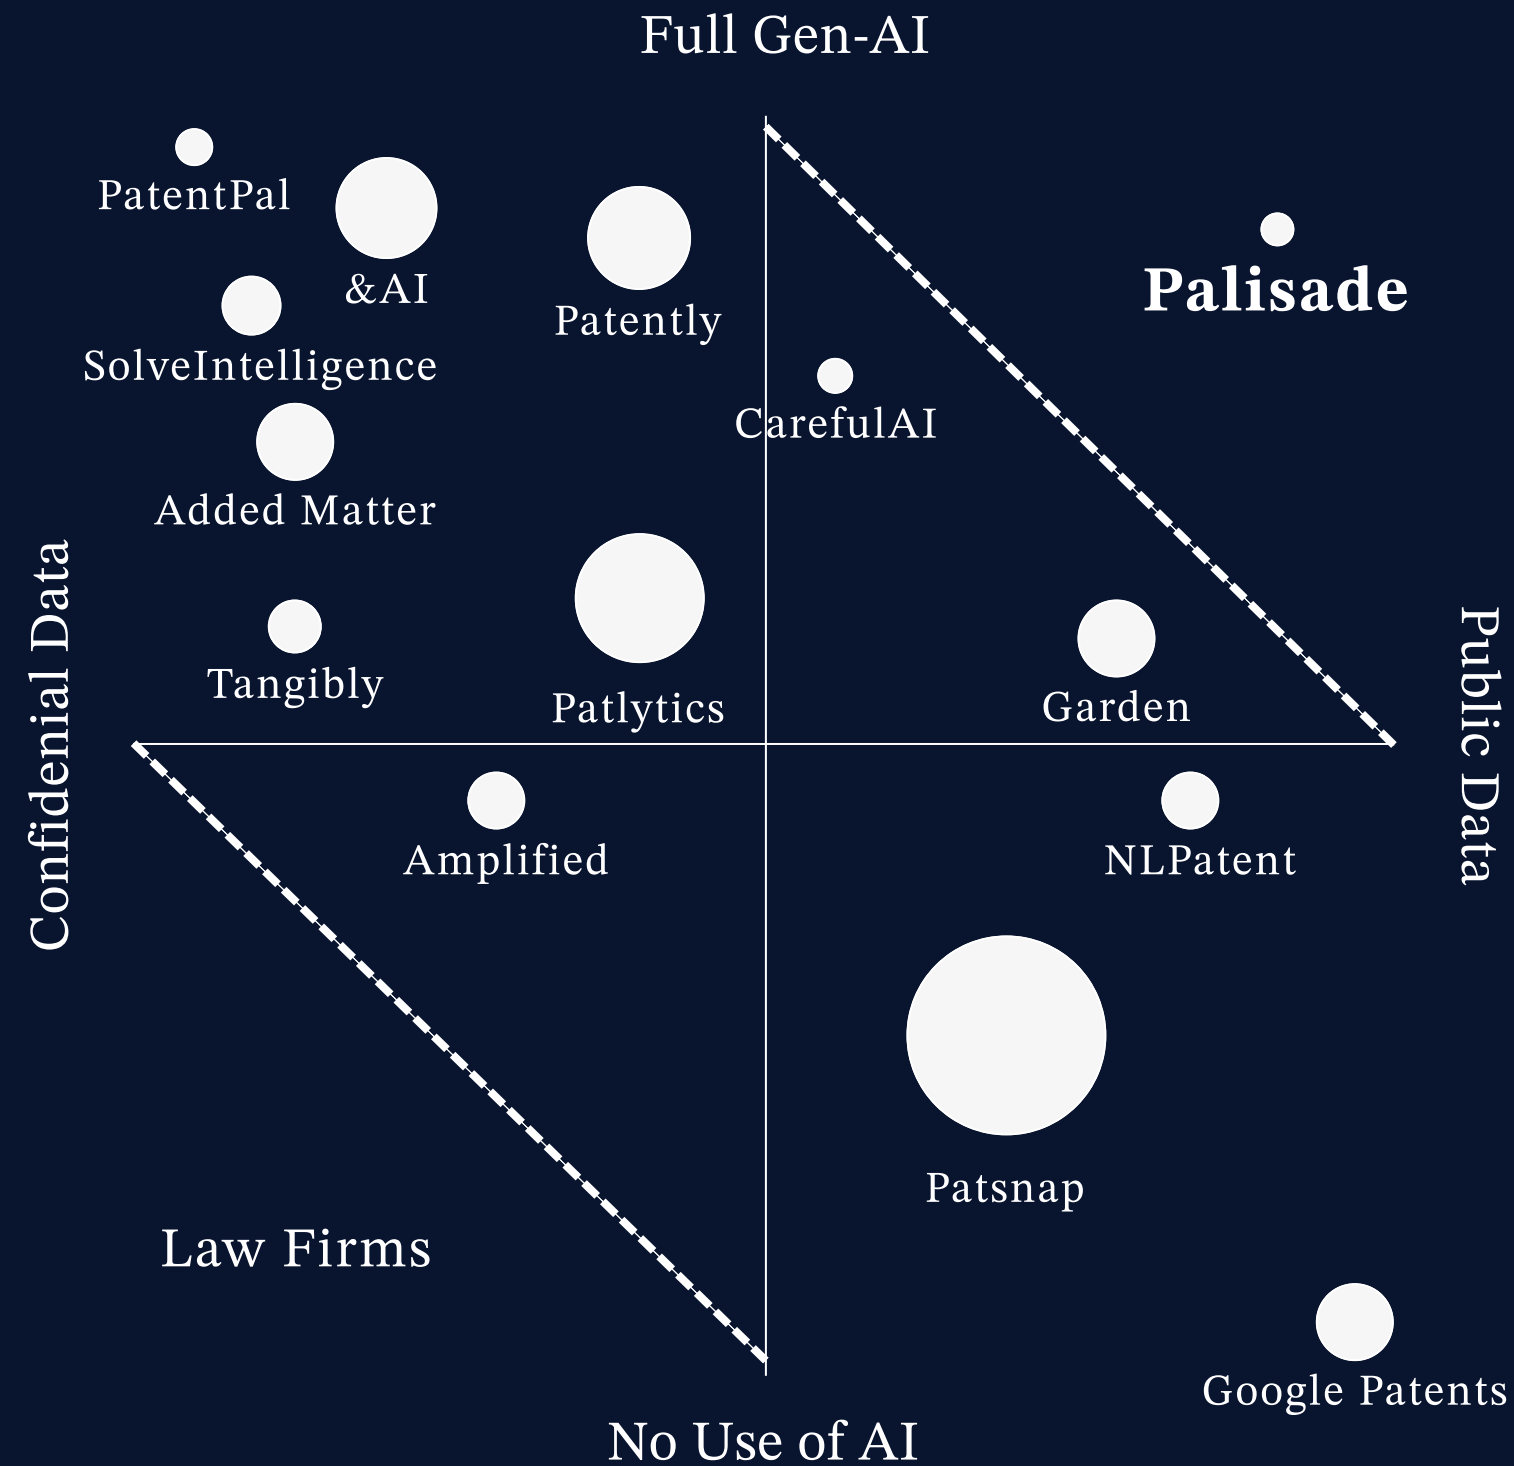 Full Gen-AI
PatentPal
&AI
Patently
Palisade
SolveIntelligence
CarefulAI
Added Matter
Confidenial Data
Public Data
Tangibly
Patlytics
Garden
Amplified
NLPatent
Patsnap
Law Firms
Google Patents
No Use of AI